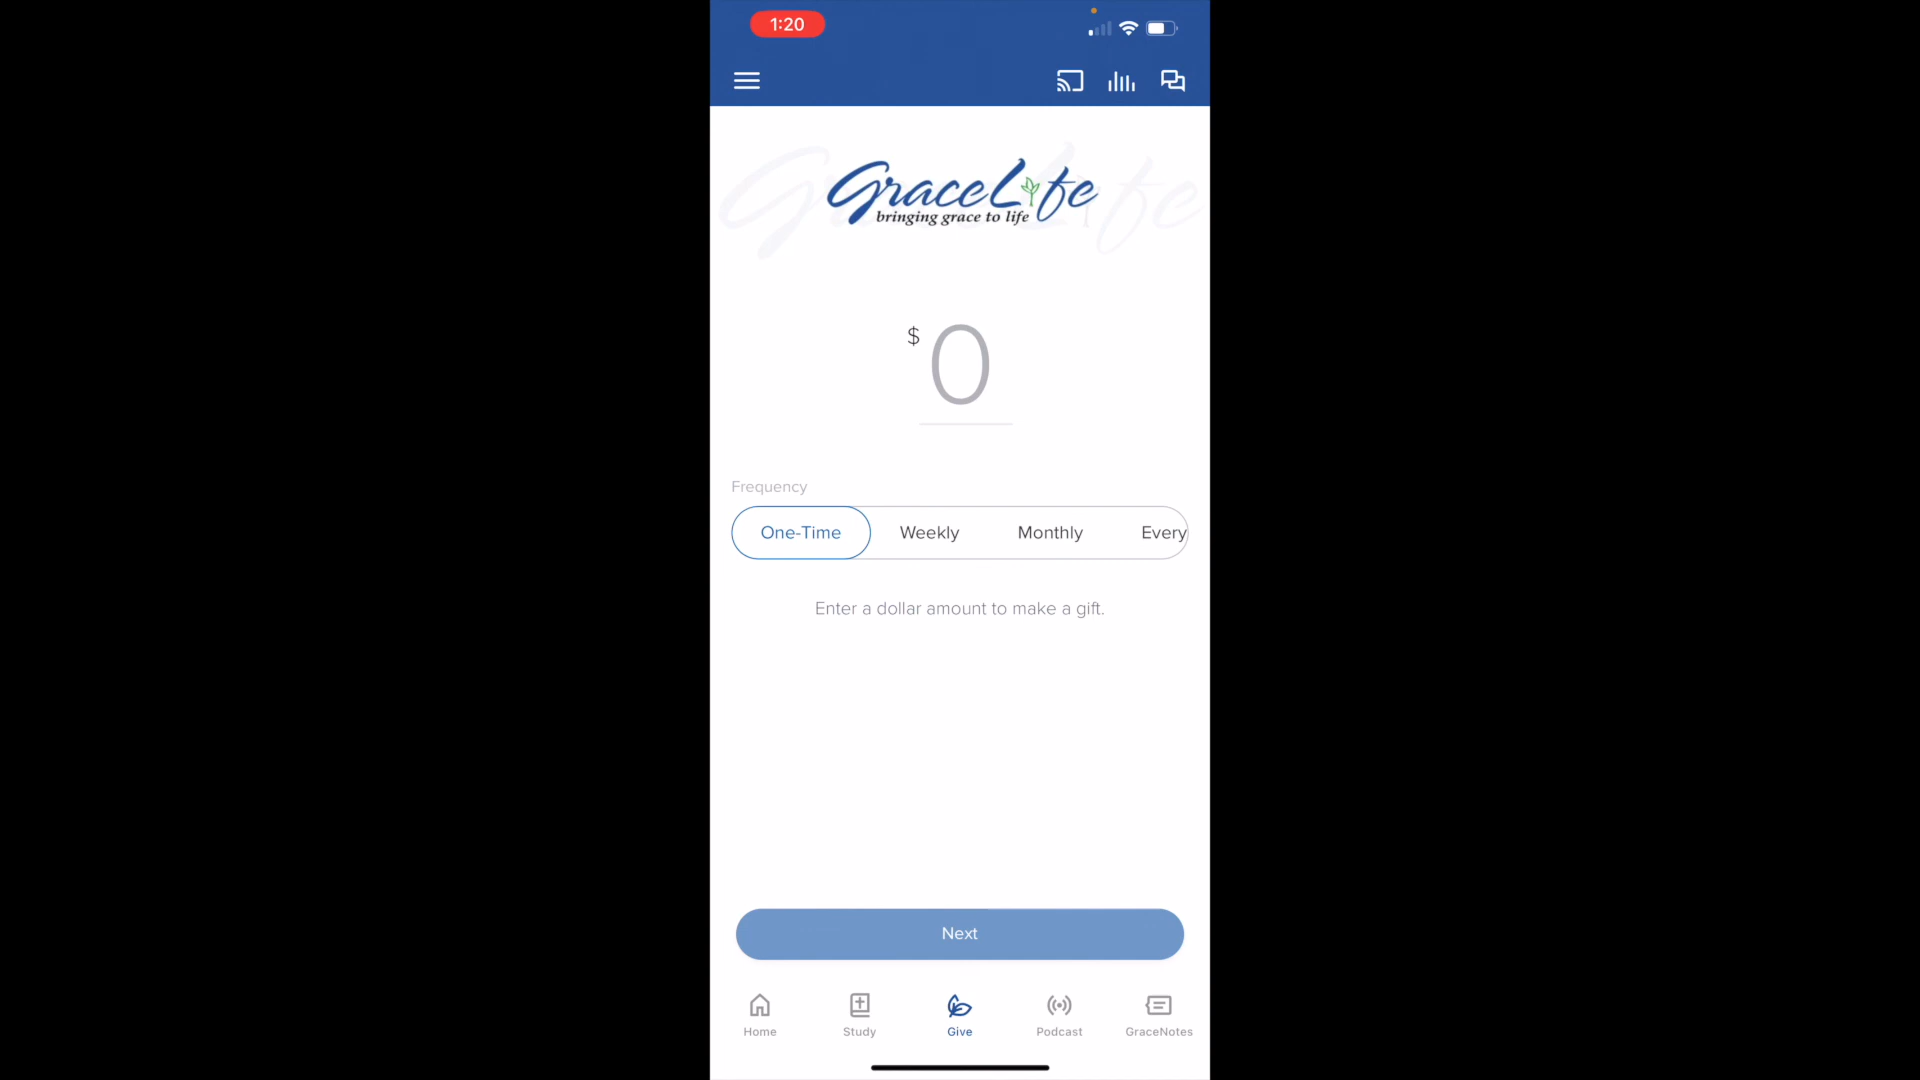 1:20
GraceLife
bringing grace to life
$ 0
Frequency
One-Time Weekly Monthly Every
Enter a dollar amount to make a gift.
Next
Home Study Give Podcast GraceNotes